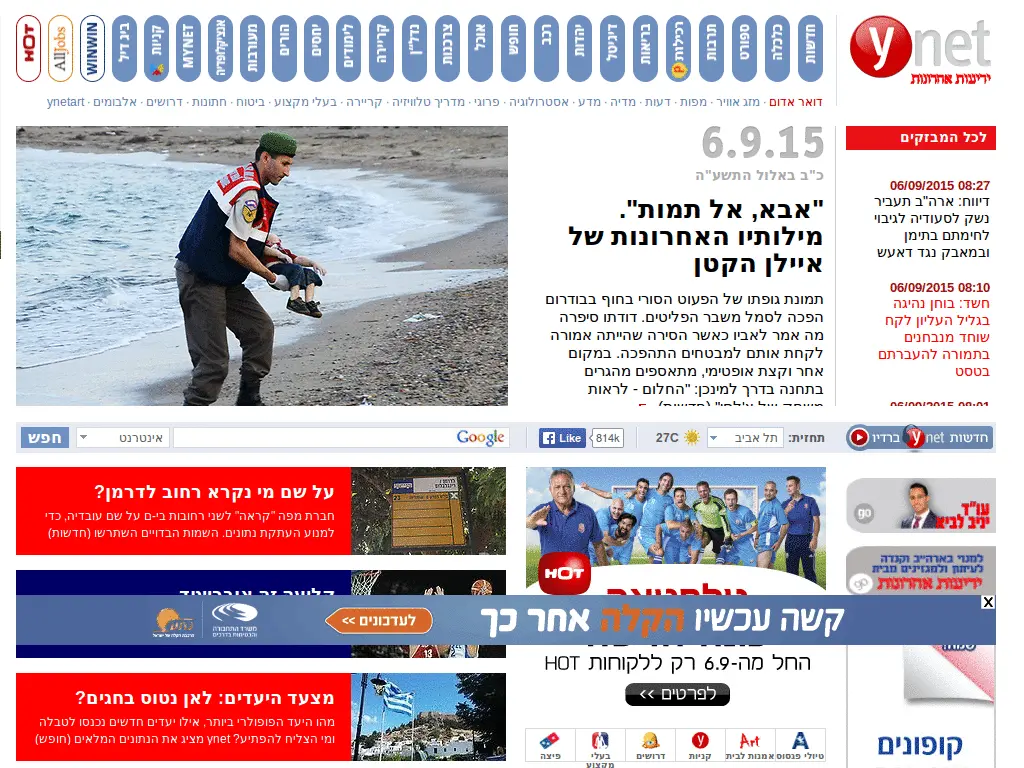 ynet
ידיעות אחרונות
חדשות
כלכלה
ספורט
תרבות
רכילות
בריאות
דיגיטל
יהדות
רכב
חופש
אוכל
צרכנות
נדל"ן
קריירה
לימודים
יחסים
הורים
מעורבות
אנציקלופדיה
MYNET
קניות
ביג דיל
WINWIN
AllJobs
HOT
דואר אדום · מזג אוויר · מפות · דעות · מדיה · מדע · אסטרולוגיה · פרוגי · מדריך טלוויזיה · קריירה · בעלי מקצוע · ביטוח · חתונות · דרושים · אלבומים · ynetart
לכל המבזקים
06/09/2015 08:27
דיווח: ארה"ב תעביר
נשק לסעודיה לגיבוי
לחימתם בתימן
ובמאבק נגד דאעש
06/09/2015 08:10
חשד: בוחן נהיגה
בגליל העליון לקח
שוחד מנבחנים
בתמורה להעברתם
בטסט
06/09/2015 08:01
6.9.15
כ"ב באלול התשע"ה
"אבא, אל תמות".
מילותיו האחרונות של
איילן הקטן
תמונת גופתו של הפעוט הסורי בחוף בבודרום
הפכה לסמל משבר הפליטים. דודתו סיפרה
מה אמר לאביו כאשר הסירה שהייתה אמורה
לקחת אותם למבטחים התהפכה. במקום
אחר וקצת אופטימי, מתאספים מהגרים
בתחנה בדרך למינכן: "החלום - לראות
חדשות ynet ברדיו
תחזית:
תל אביב
27C
814k
Like
Google
אינטרנט
חפש
על שם מי נקרא רחוב לדרמן?
חברת מפה "קראה" לשני רחובות בי-ם על שם עובדיה, כדי
למנוע העתקת נתונים. השמות הבדויים השתרשו (חדשות)
HOT
עו"ד
יניב לביא
go
למנויי בארה"ב וקנדה
לעיתון ולמגזינים מבית
ידיעות אחרונות
go
X
קשה עכשיו הקלה אחר כך
לעדכונים >>
משרד התחבורה
והבטיחות בדרכים
החל מה-6.9 רק ללקוחות HOT
לפרטים >>
מצעד היעדים: לאן נטוס בחגים?
מהו היעד הפופולרי ביותר, אילו יעדים חדשים נכנסו לטבלה
ומי הצליח להפתיע? ynet מציג את הנתונים המלאים (חופש)
טיולי פגסוס
אמנות לבית
קניות
דרושים
בעלי
מקצוע
פיצה
קופונים